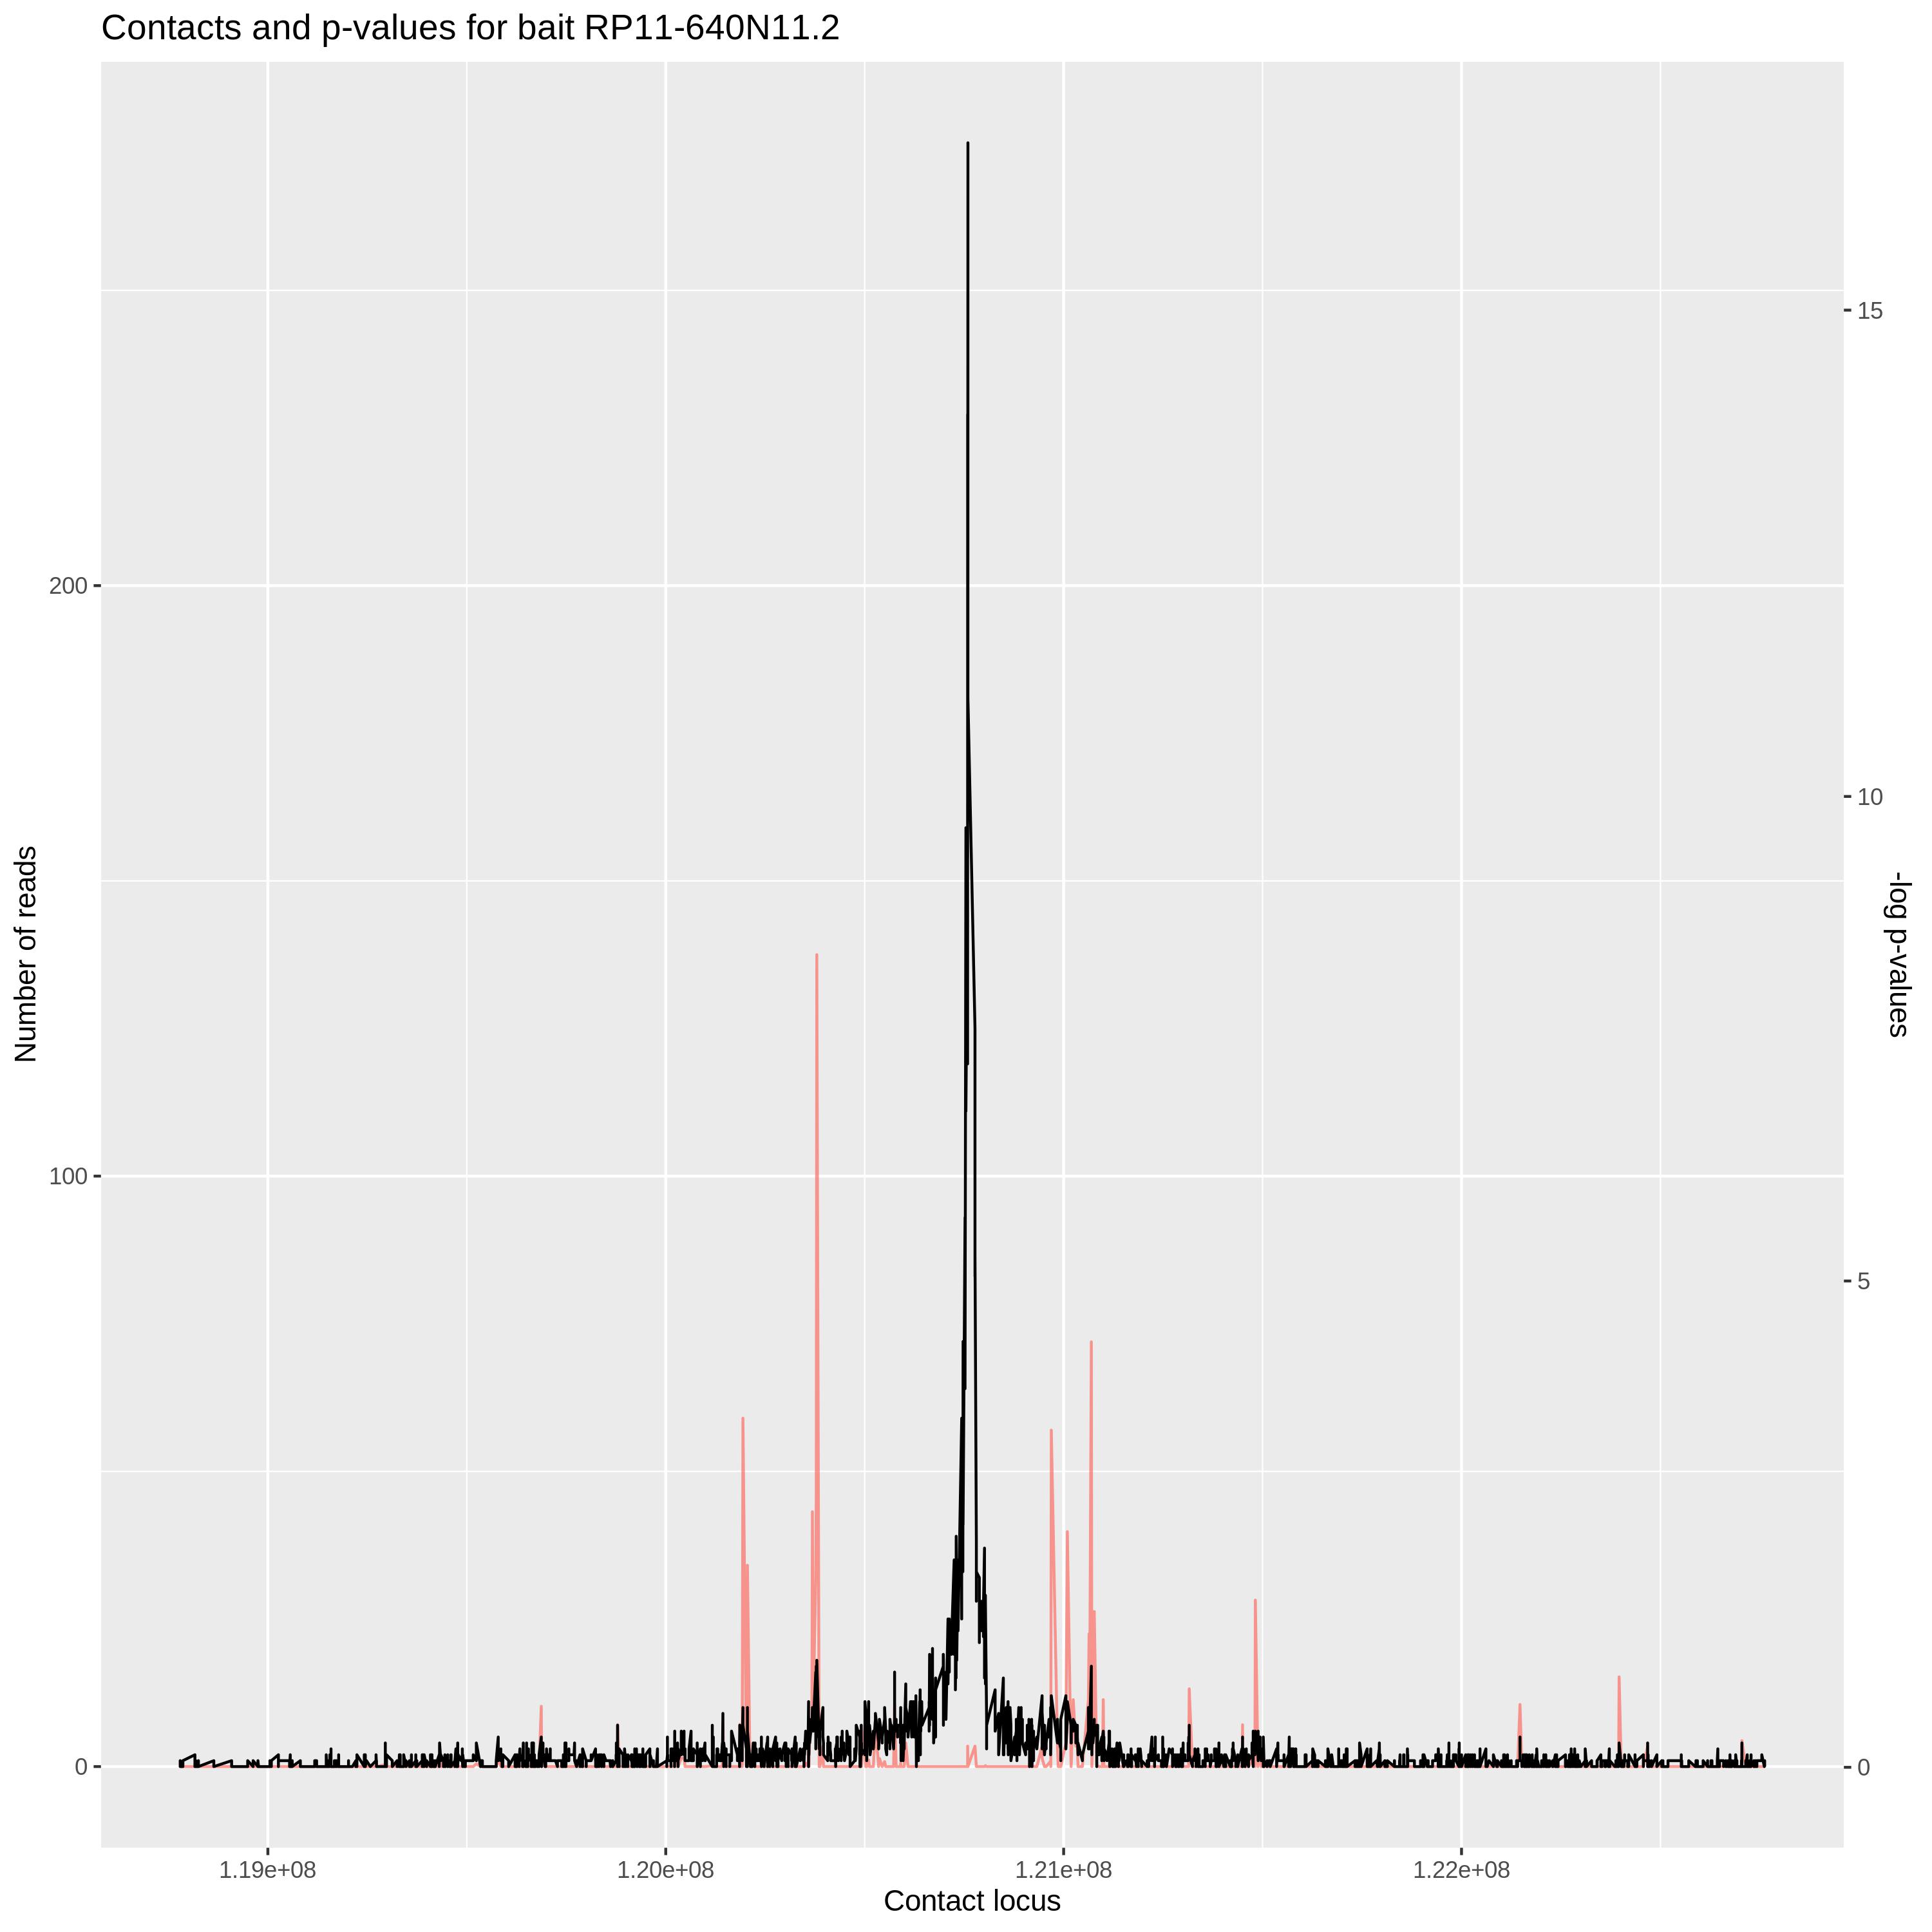 Contacts and p-values for bait RP11-640N11.2
Number of reads
200
100
0
15
10
5
0
-log p-values
1.19e+08
1.20e+08
1.21e+08
1.22e+08
Contact locus